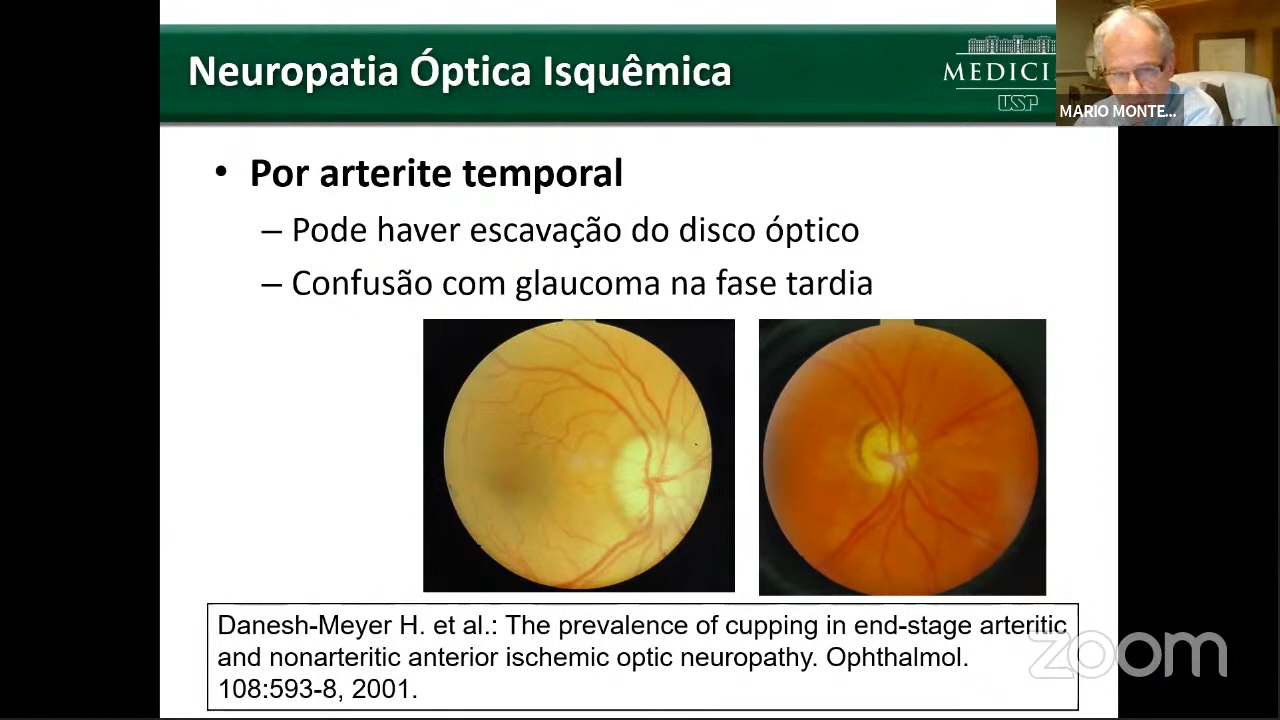 Neuropatia Óptica Isquêmica
MEDICI
USP
MARIO MONTE...
• Por arterite temporal
– Pode haver escavação do disco óptico
– Confusão com glaucoma na fase tardia
Danesh-Meyer H. et al.: The prevalence of cupping in end-stage arteritic
and nonarteritic anterior ischemic optic neuropathy. Ophthalmol.
108:593-8, 2001.
zoom